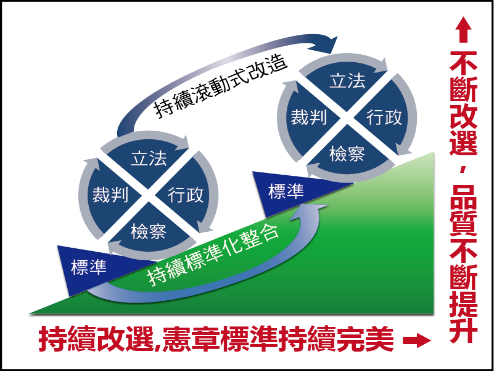 持續滾動式改造
立法
裁判
行政
檢察
標準
立法
裁判
行政
檢察
標準
持續標準化整合
持續改選,憲章標準持續完美
不斷改選，品質不斷提升